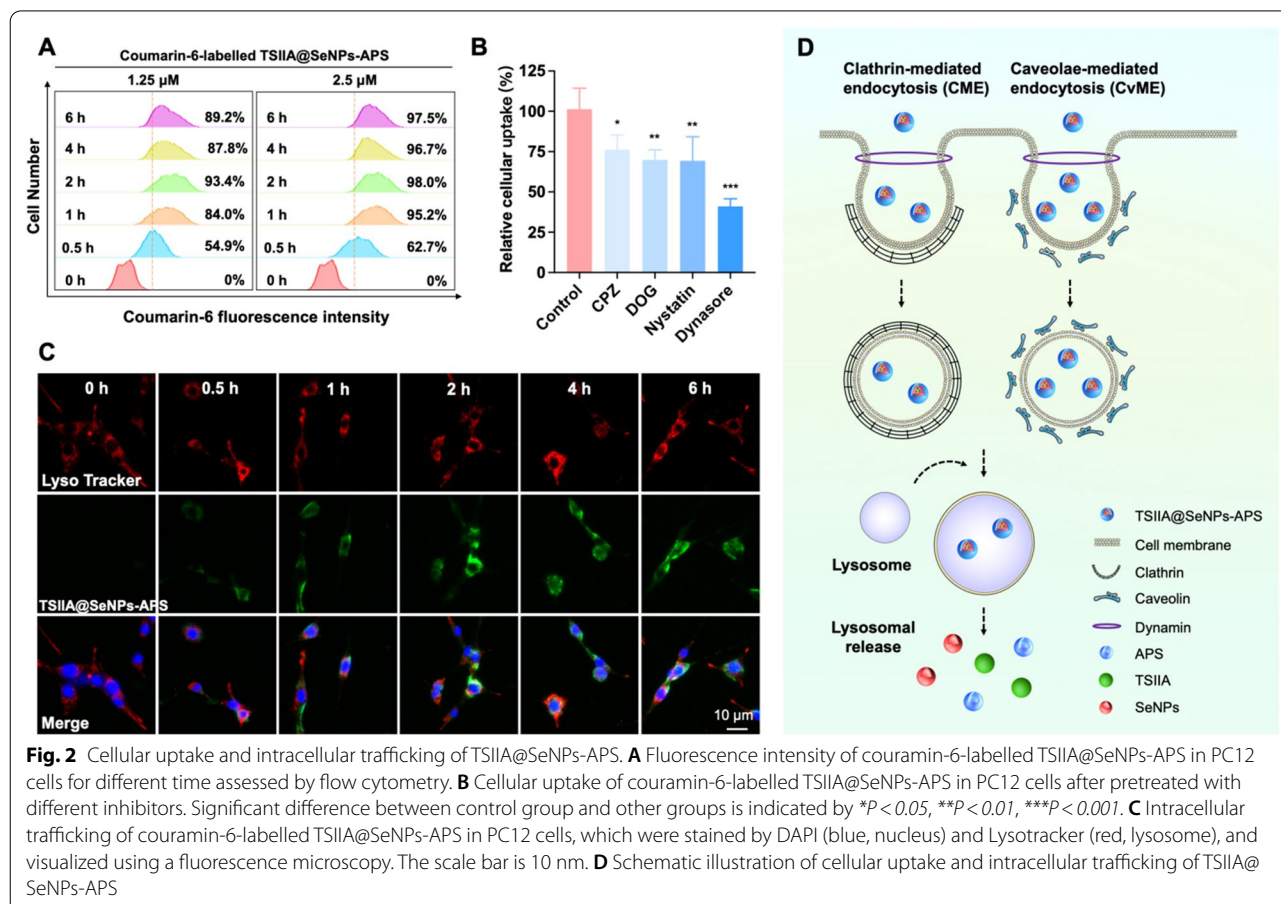 A
Coumarin-6-labelled TSIIA@SeNPs-APS
1.25 μM
2.5 μM
6 h 89.2%
4 h 87.8%
2 h 93.4%
1 h 84.0%
0.5 h 54.9%
0 h 0%
6 h 97.5%
4 h 96.7%
2 h 98.0%
1 h 95.2%
0.5 h 62.7%
0 h 0%
Cell Number
Coumarin-6 fluorescence intensity
B
Relative cellular uptake (%)
125
100
75
50
25
0
*
**
**
***
Control
CPZ
DOG
Nystatin
Dynasore
C
0 h 0.5 h 1 h 2 h 4 h 6 h
Lyso Tracker
TSIIA@SeNPs-APS
Merge
10 μm
D
Clathrin-mediated
endocytosis (CME)
Caveolae-mediated
endocytosis (CvME)
Lysosome
Lysosomal
release
TSIIA@SeNPs-APS
Cell membrane
Clathrin
Caveolin
Dynamin
APS
TSIIA
SeNPs
Fig. 2 Cellular uptake and intracellular trafficking of TSIIA@SeNPs-APS. A Fluorescence intensity of couramin-6-labelled TSIIA@SeNPs-APS in PC12
cells for different time assessed by flow cytometry. B Cellular uptake of couramin-6-labelled TSIIA@SeNPs-APS in PC12 cells after pretreated with
different inhibitors. Significant difference between control group and other groups is indicated by *P < 0.05, **P < 0.01, ***P < 0.001. C Intracellular
trafficking of couramin-6-labelled TSIIA@SeNPs-APS in PC12 cells, which were stained by DAPI (blue, nucleus) and Lysotracker (red, lysosome), and
visualized using a fluorescence microscopy. The scale bar is 10 nm. D Schematic illustration of cellular uptake and intracellular trafficking of TSIIA@
SeNPs-APS